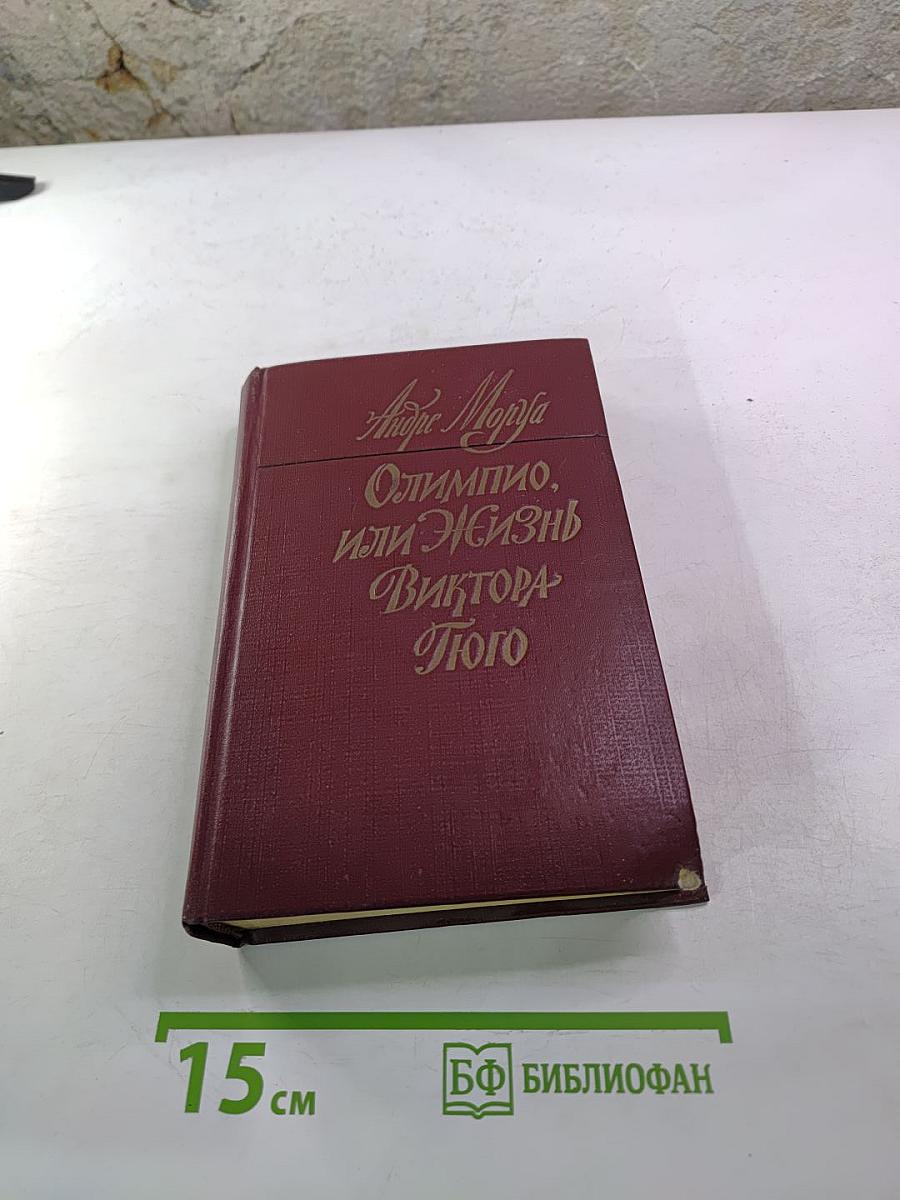 Андре Моруа
Олимпио,
или Жизнь
Виктора
Гюго
15 см
БФ БИБЛИОФАН